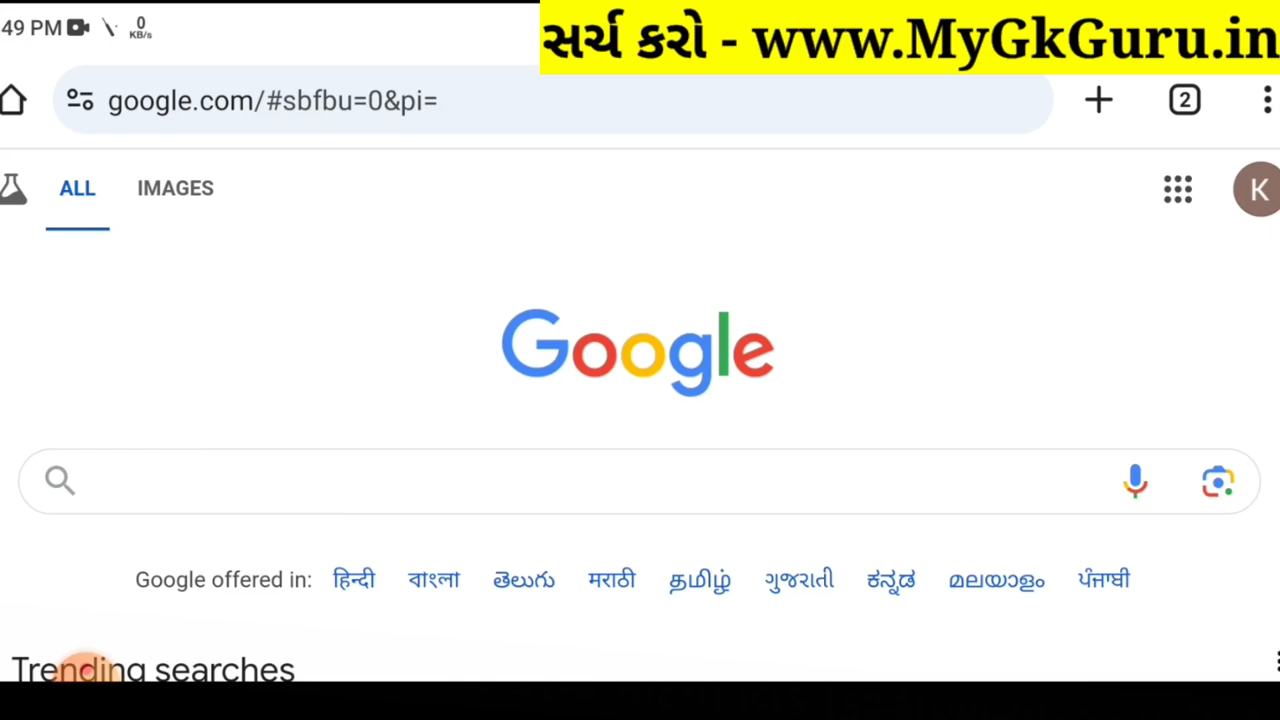 49 PM 0 KB/s
સર્ચ કરો - www.MyGkGuru.in
google.com/#sbfbu=0&pi=
2
ALL IMAGES
K
Google
Google offered in: हिन्दी বাংলা తెలుగు मराठी தமிழ் ગુજરાતી ಕನ್ನಡ മലയാളം ਪੰਜਾਬੀ
Trending searches